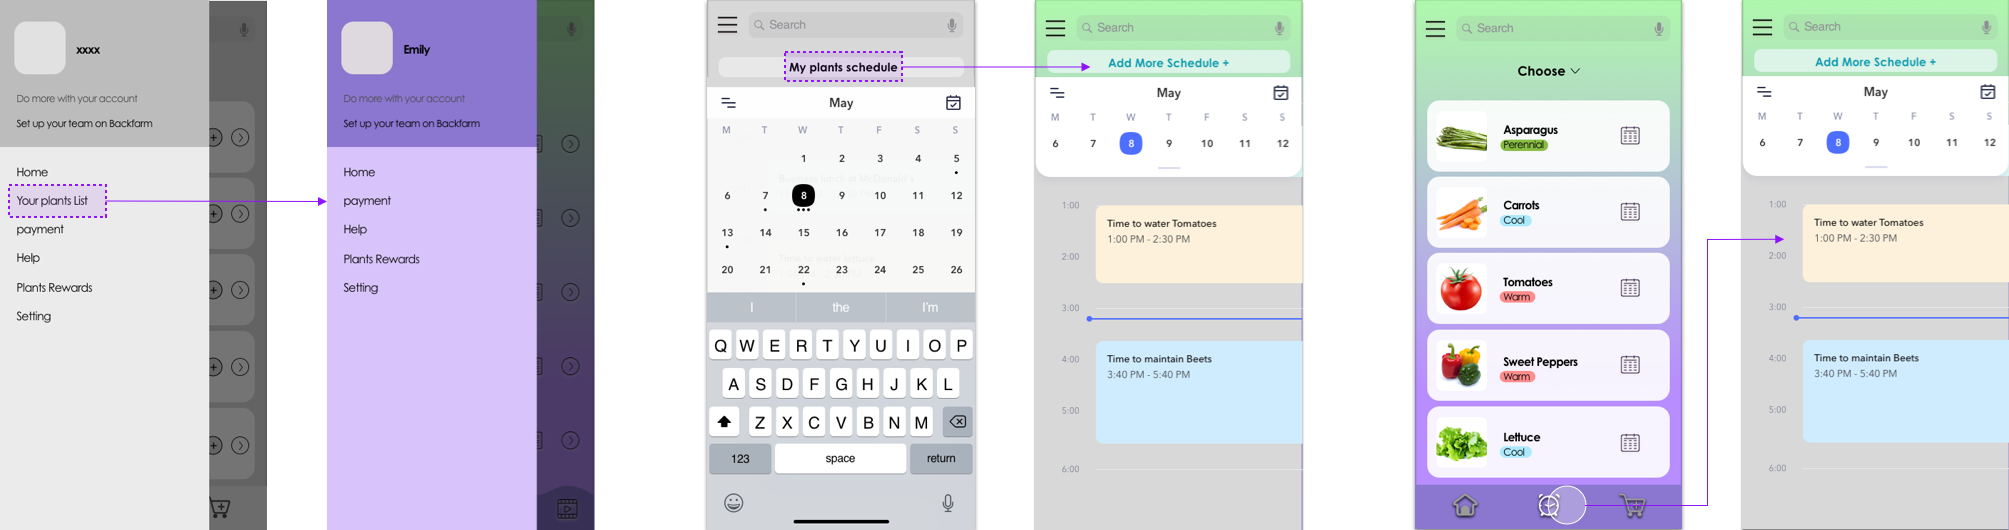 xxxx
Do more with your account
Set up your team on Backfarm
Home
Your plants List
payment
Help
Plants Rewards
Setting
Emily
Do more with your account
Set up your team on Backfarm
Home
payment
Help
Plants Rewards
Setting
Search
My plants schedule
May
M T W T F S S
1 2 3 4 5
6 7 8 9 10 11 12
13 14 15 16 17 18 19
20 21 22 23 24 25 26
I the I'm
Q W E R T Y U I O P
A S D F G H J K L
Z X C V B N M
123 space return
Search
Add More Schedule +
May
M T W T F S S
6 7 8 9 10 11 12
1:00
Time to water Tomatoes
1:00 PM - 2:30 PM
2:00
3:00
4:00
Time to maintain Beets
3:40 PM - 5:40 PM
5:00
6:00
Search
Choose
Asparagus
Perennial
Carrots
Cool
Tomatoes
Warm
Sweet Peppers
Warm
Lettuce
Cool
Search
Add More Schedule +
May
M T W T F S S
6 7 8 9 10 11 12
1:00
Time to water Tomatoes
1:00 PM - 2:30 PM
2:00
3:00
4:00
Time to maintain Beets
3:40 PM - 5:40 PM
5:00
6:00